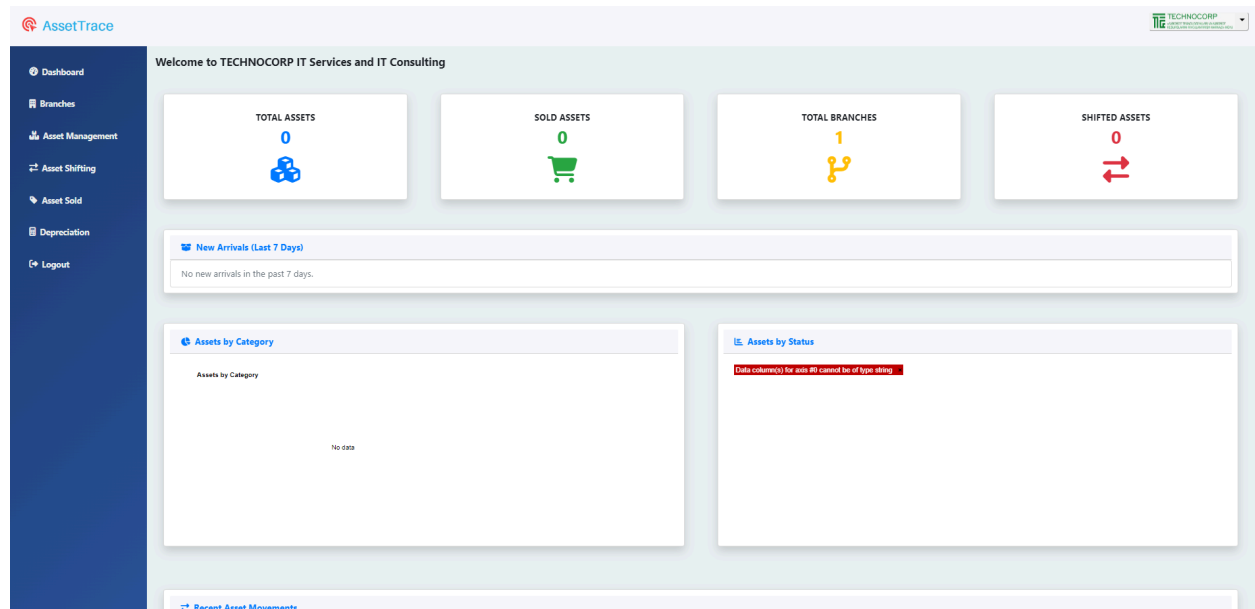 AssetTrace
TECHNOCORP
Dashboard
Branches
Asset Management
Asset Shifting
Asset Sold
Depreciation
Logout
Welcome to TECHNOCORP IT Services and IT Consulting
TOTAL ASSETS
0
SOLD ASSETS
0
TOTAL BRANCHES
1
SHIFTED ASSETS
0
New Arrivals (Last 7 Days)
No new arrivals in the past 7 days.
Assets by Category
Assets by Category
No data
Assets by Status
Data column(s) for axis #0 cannot be of type string
Recent Asset Movements